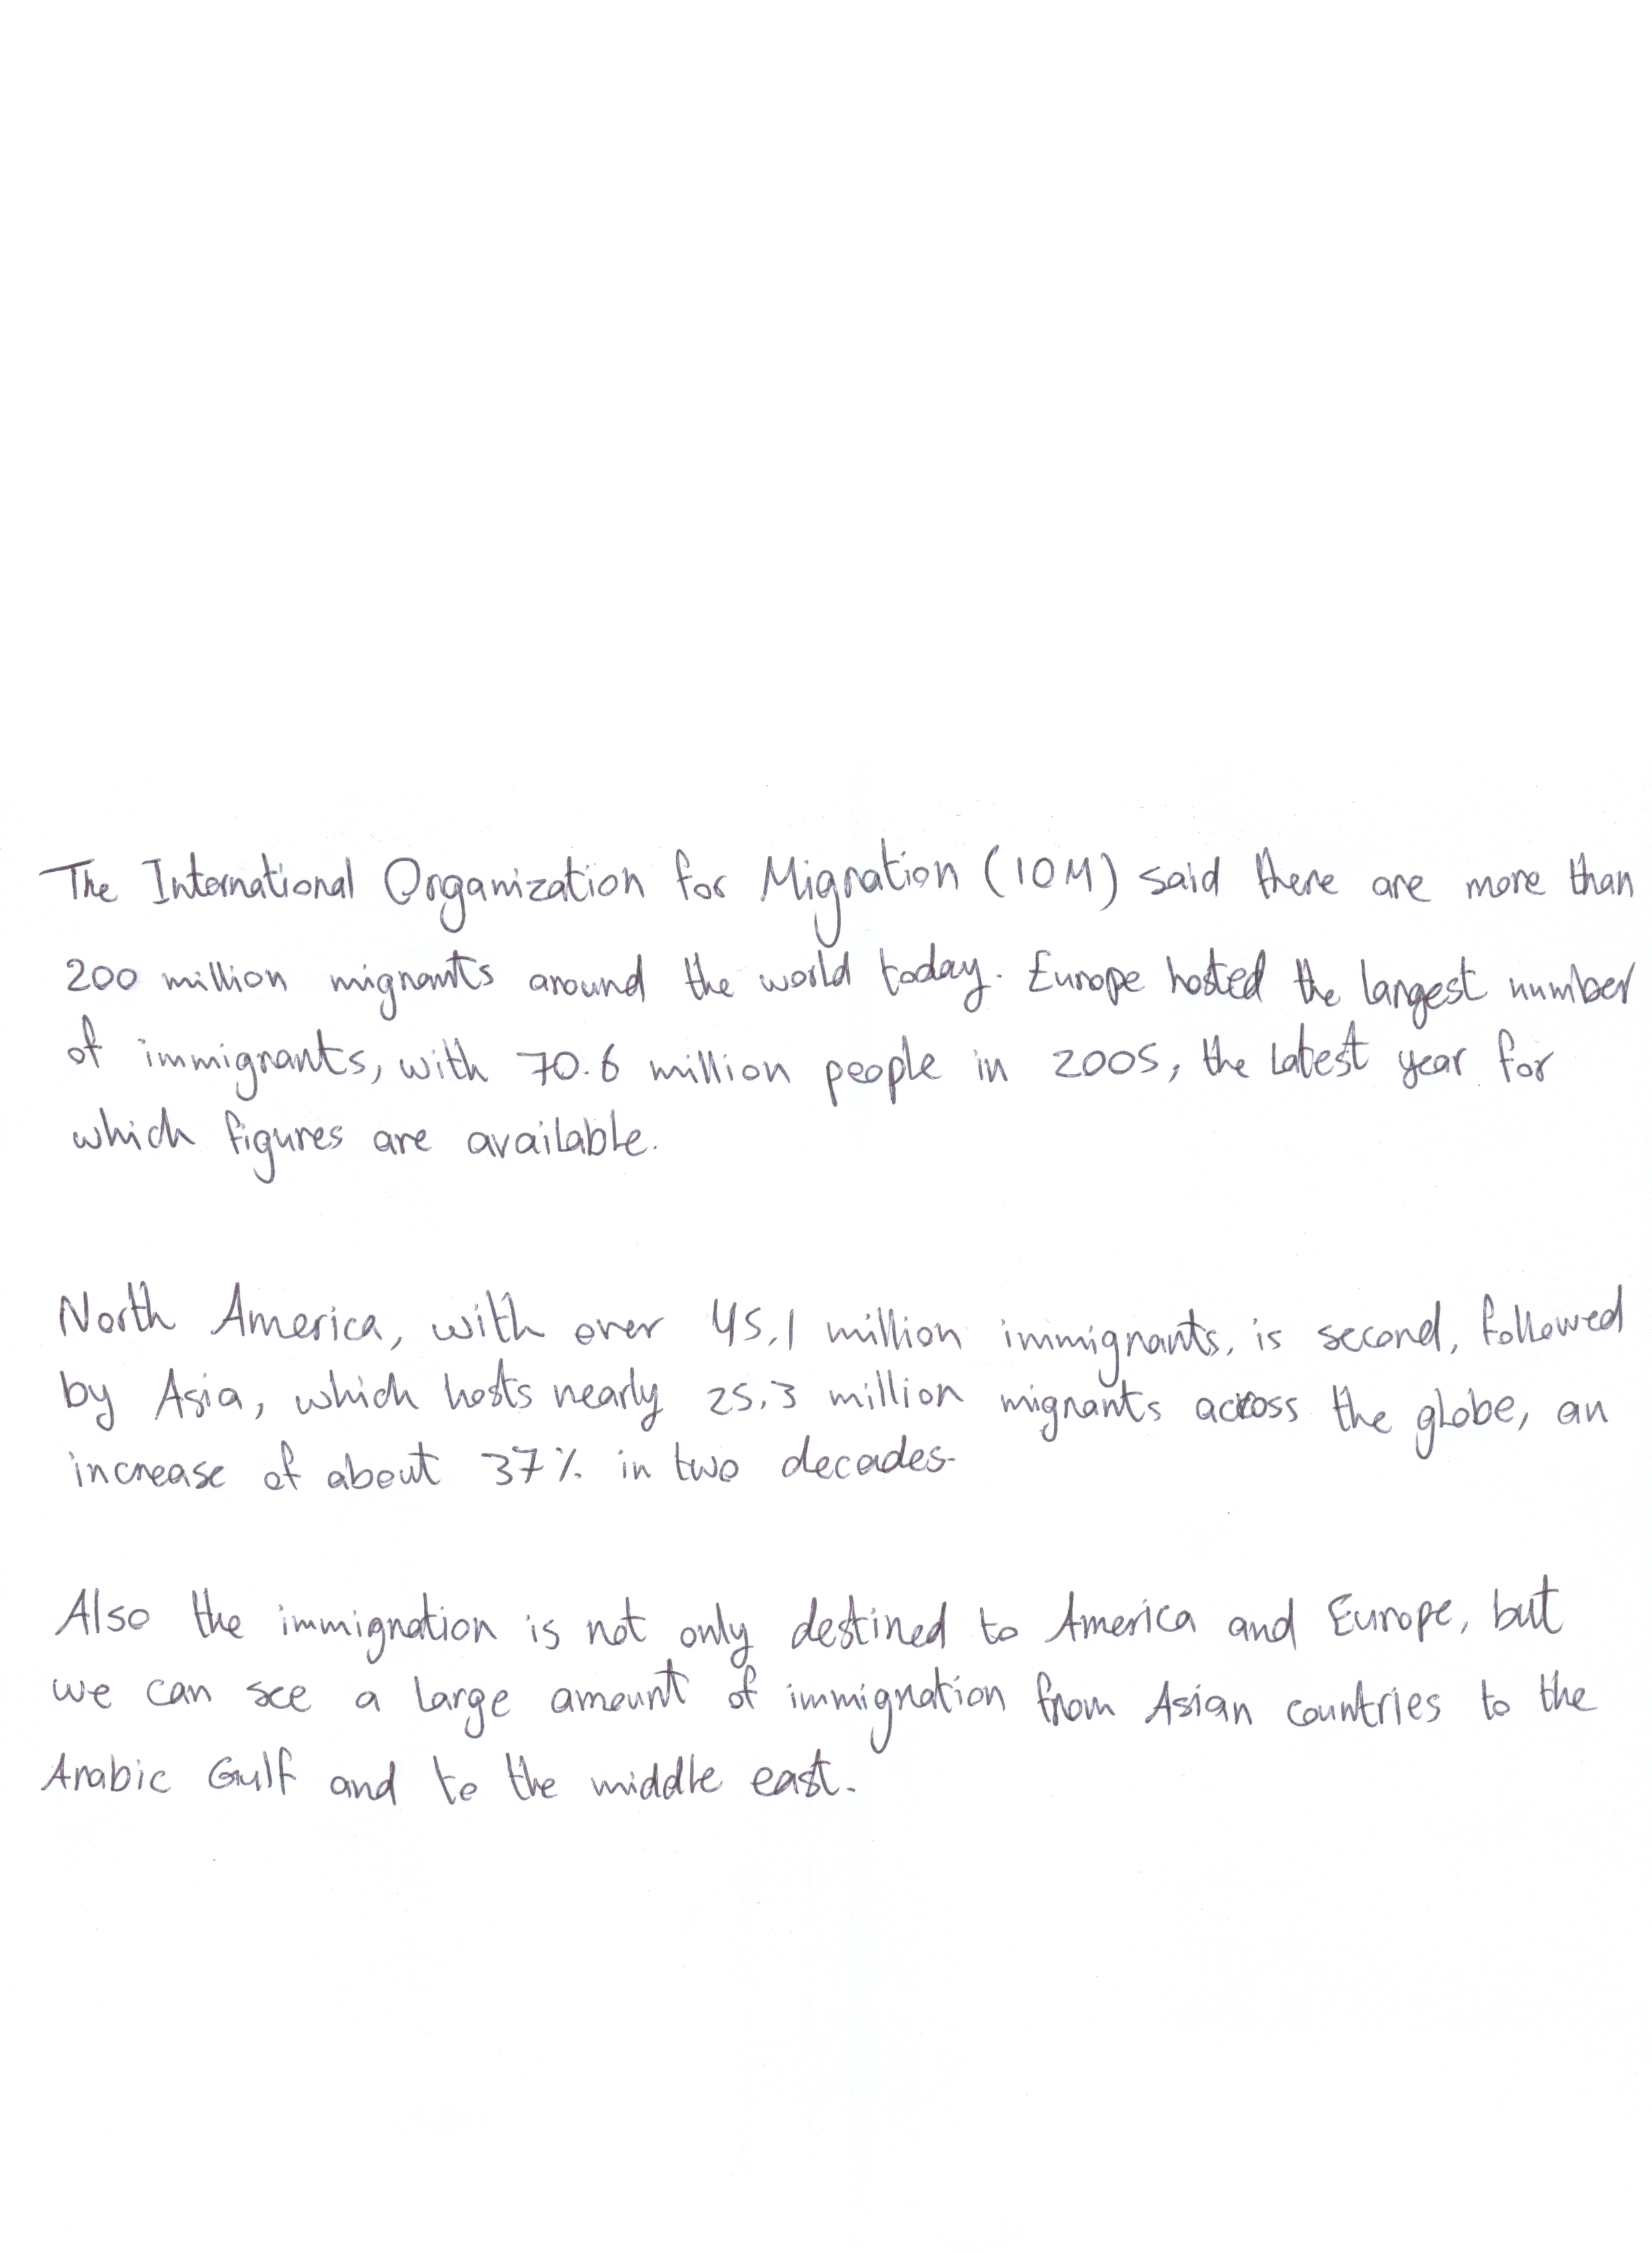 The International Organization for Migration (IOM) said there are more than
200 million migrants around the world today. Europe hosted the largest number
of immigrants, with 70.6 million people in 2005, the latest year for
which figures are available.
North America, with over 45.1 million immigrants, is second, followed
by Asia, which hosts nearly 25.3 million migrants across the globe, an
increase of about 37% in two decades.
Also the immigration is not only destined to America and Europe, but
we can see a large amount of immigration from Asian countries to the
Arabic Gulf and to the middle east.